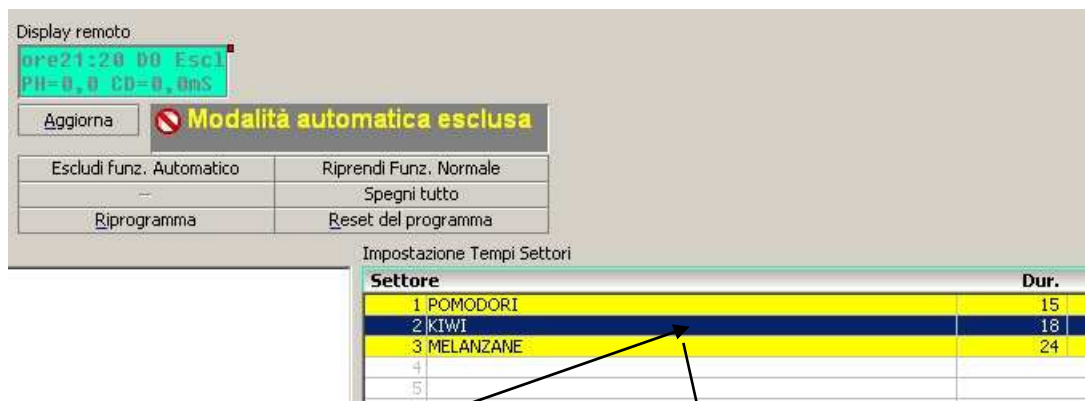 Display remoto
ore21:20 D0 Escl
PH=0,0 CD=0,0mS
Aggiorna Modalità automatica esclusa
Escludi funz. Automatico Riprendi Funz. Normale
-- Spegni tutto
Riprogramma Reset del programma
Impostazione Tempi Settori
Settore Dur.
1 POMODORI 15
2 KIWI 18
3 MELANZANE 24
4
5